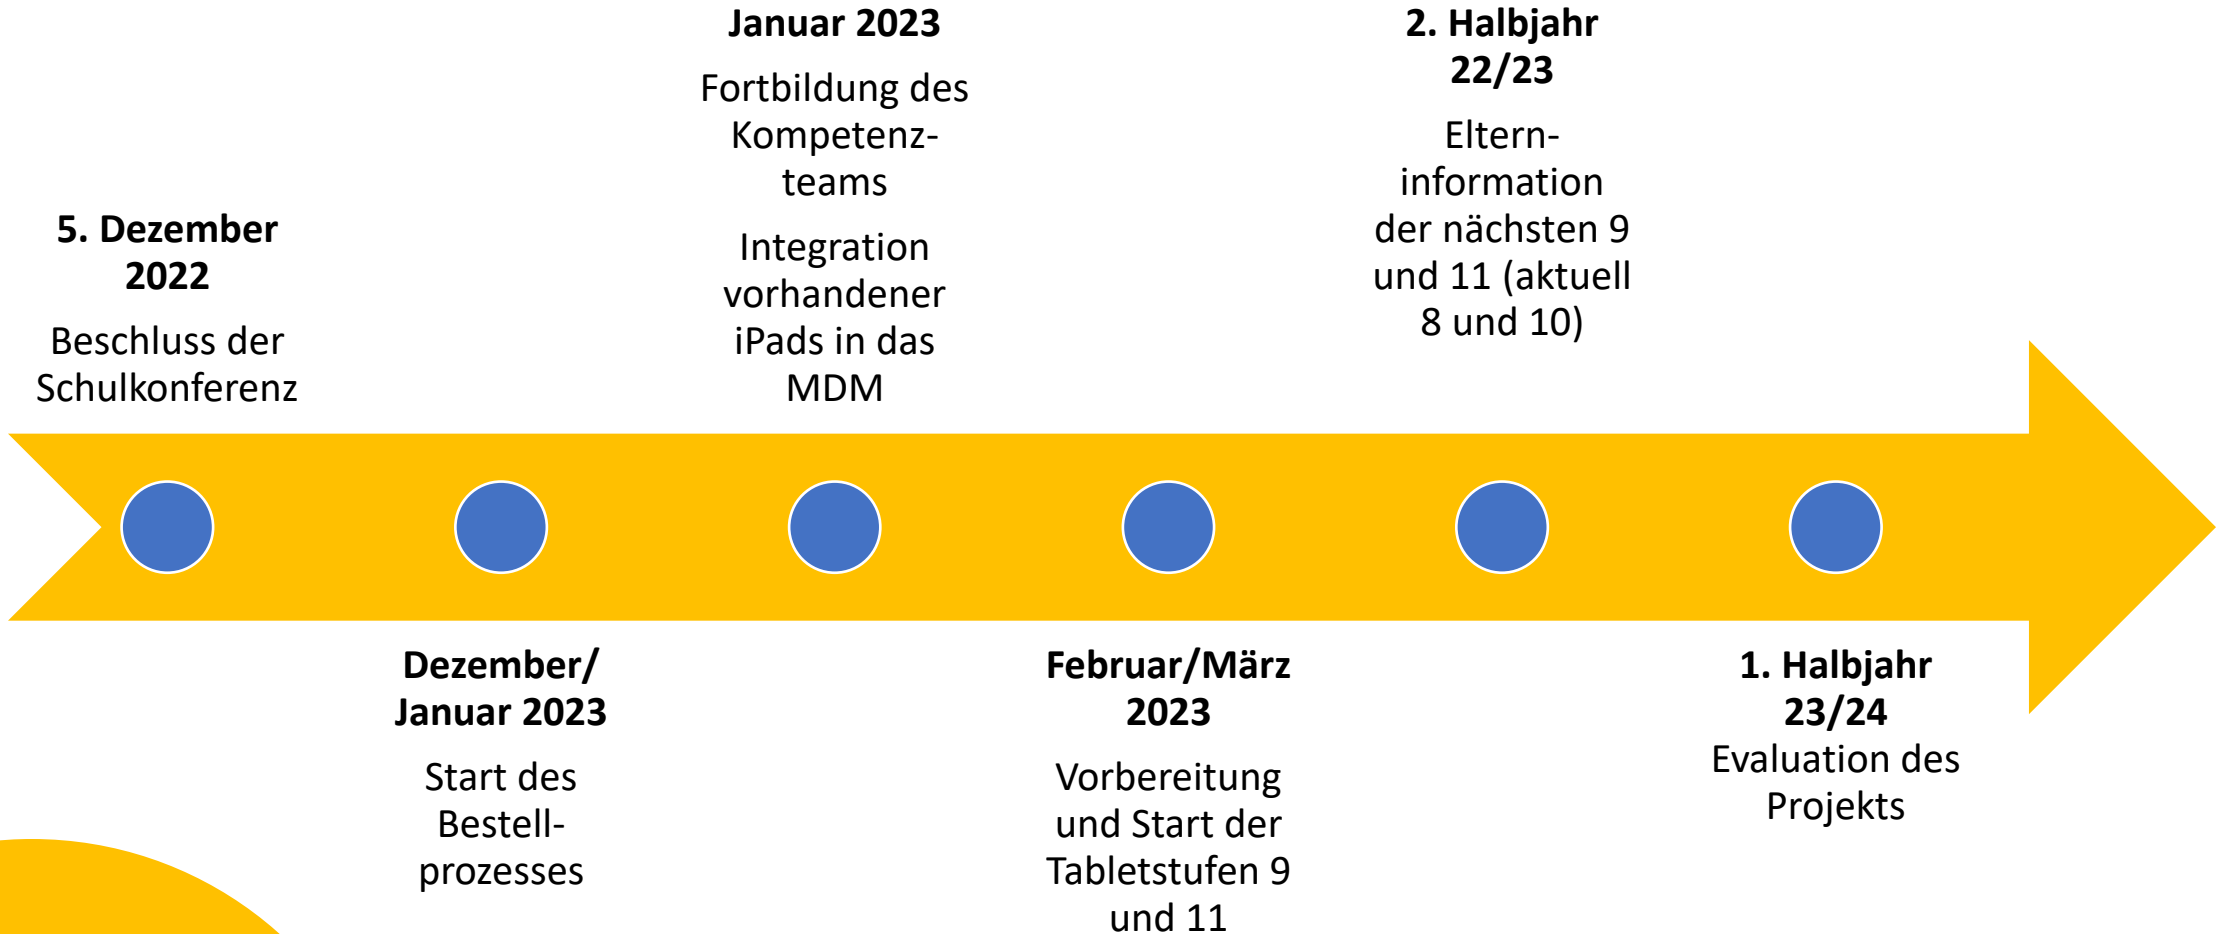 5. Dezember
2022
Beschluss der
Schulkonferenz
Dezember/
Januar 2023
Start des
Bestell-
prozesses
Januar 2023
Fortbildung des
Kompetenz-
teams
Integration
vorhandener
iPads in das
MDM
Februar/März
2023
Vorbereitung
und Start der
Tabletstufen 9
und 11
2. Halbjahr
22/23
Eltern-
information
der nächsten 9
und 11 (aktuell
8 und 10)
1. Halbjahr
23/24
Evaluation des
Projekts